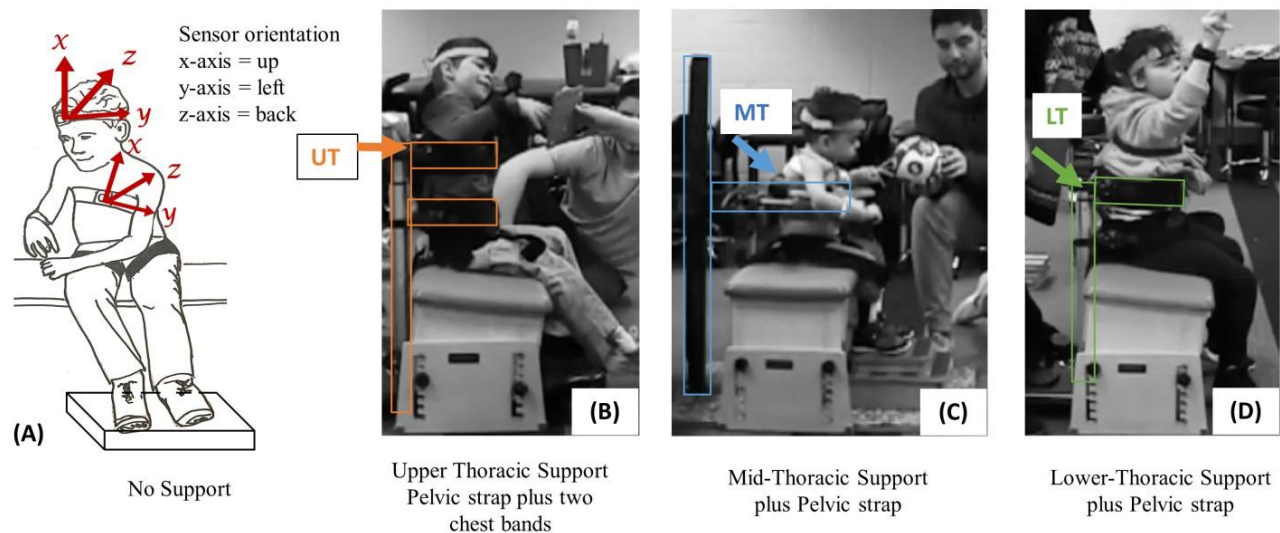 Sensor orientation
x-axis = up
y-axis = left
z-axis = back
x
z
y
x
z
y
UT
MT
LT
(A)
(B)
(C)
(D)
No Support
Upper Thoracic Support
Pelvic strap plus two
chest bands
Mid-Thoracic Support
plus Pelvic strap
Lower-Thoracic Support
plus Pelvic strap